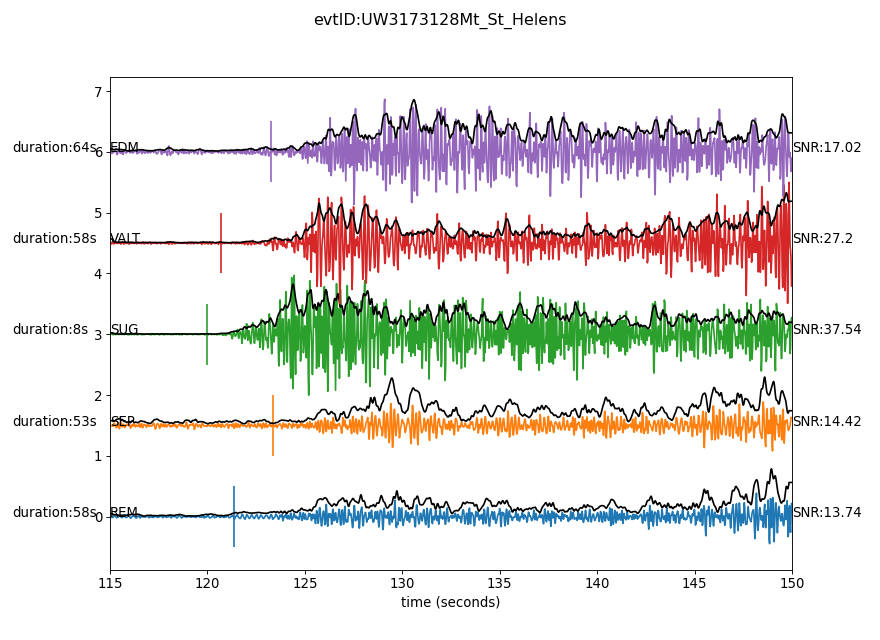 evtID:UW3173128Mt_St_Helens
7
duration:64s EDM SNR:17.02
6
5
duration:58s VALT SNR:27.2
4
duration:8s SUG SNR:37.54
3
2
duration:53s SEP SNR:14.42
1
duration:58s REM SNR:13.74
0
115 120 125 130 135 140 145 150
time (seconds)